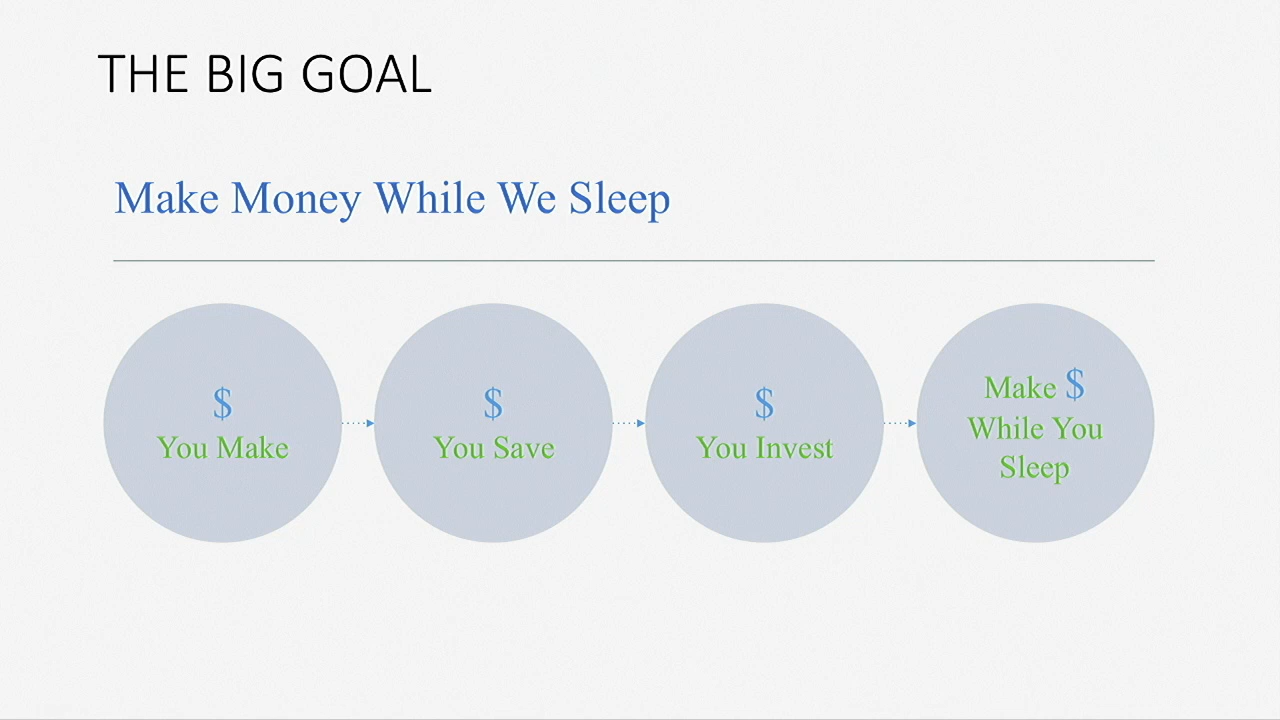 THE BIG GOAL
Make Money While We Sleep
$
You Make
$
You Save
$
You Invest
Make $
While You
Sleep